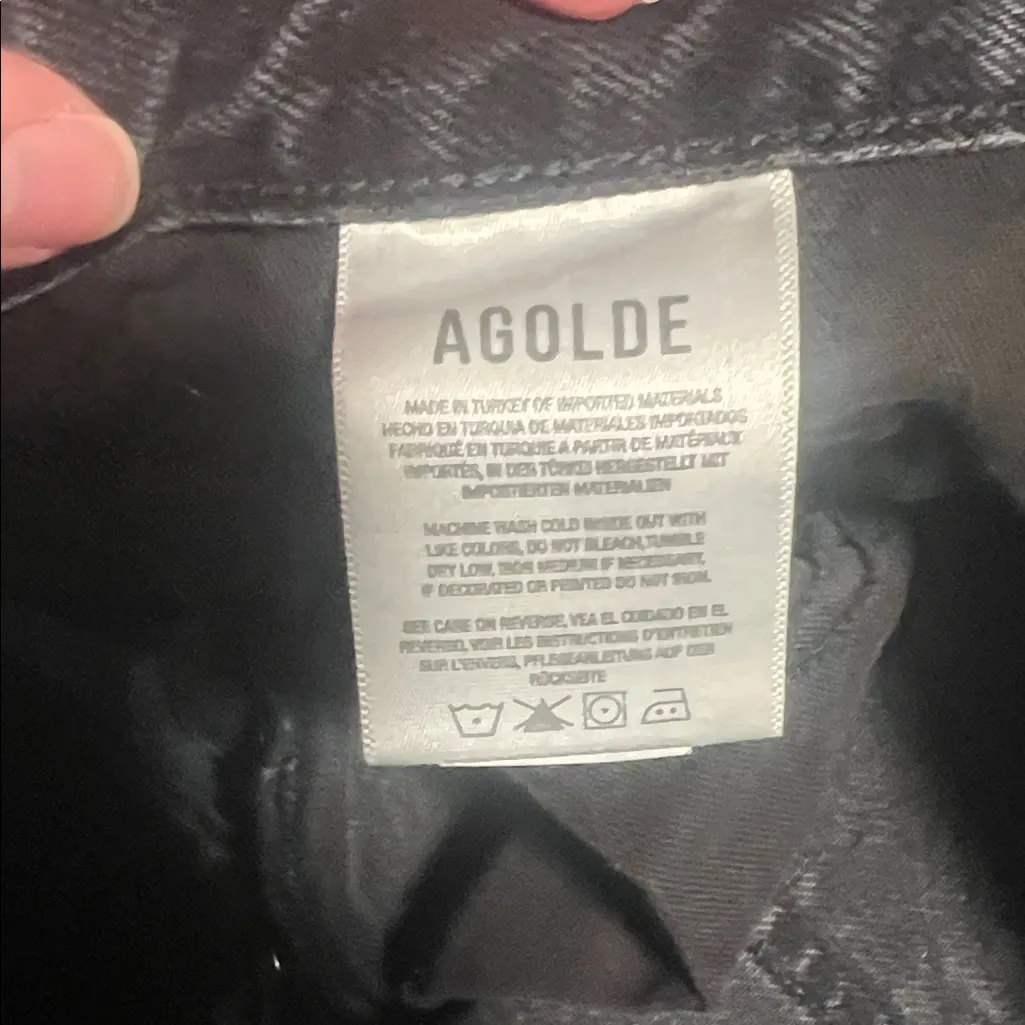 AGOLDE
MADE IN TURKEY OF IMPORTED MATERIALS
HECHO EN TURQUIA DE MATERIALES IMPORTADOS
FABRIQUÉ EN TURQUIE A PARTIR DE MATÉRIAUX
IMPORTÉS, IN DER TÜRKEI HERGESTELLT MIT
IMPORTIERTEN MATERIALIEN
MACHINE WASH COLD INSIDE OUT WITH
LIKE COLORS, DO NOT BLEACH, TUMBLE
DRY LOW, IRON MEDIUM IF NECESSARY,
IF DECORATED OR PRINTED DO NOT IRON.
SEE CARE ON REVERSE, VEA EL CUIDADO EN EL
REVERSO, VOIR LES INSTRUCTIONS D'ENTRETIEN
SUR L'ENVERS, PFLEGEANLEITUNG AUF DER
RÜCKSEITE